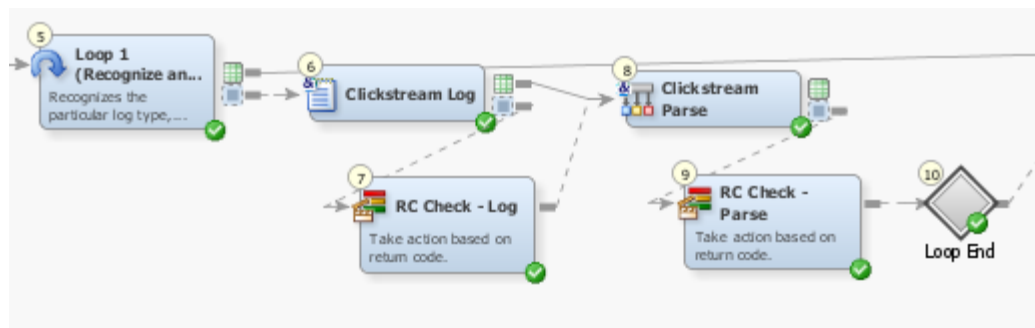 5
Loop 1
(Recognize an...
Recognizes the
particular log type,...
6
&
Clickstream Log
7
RC Check - Log
Take action based on
return code.
8
&
Clickstream
Parse
9
RC Check -
Parse
Take action based on
return code.
10
Loop End